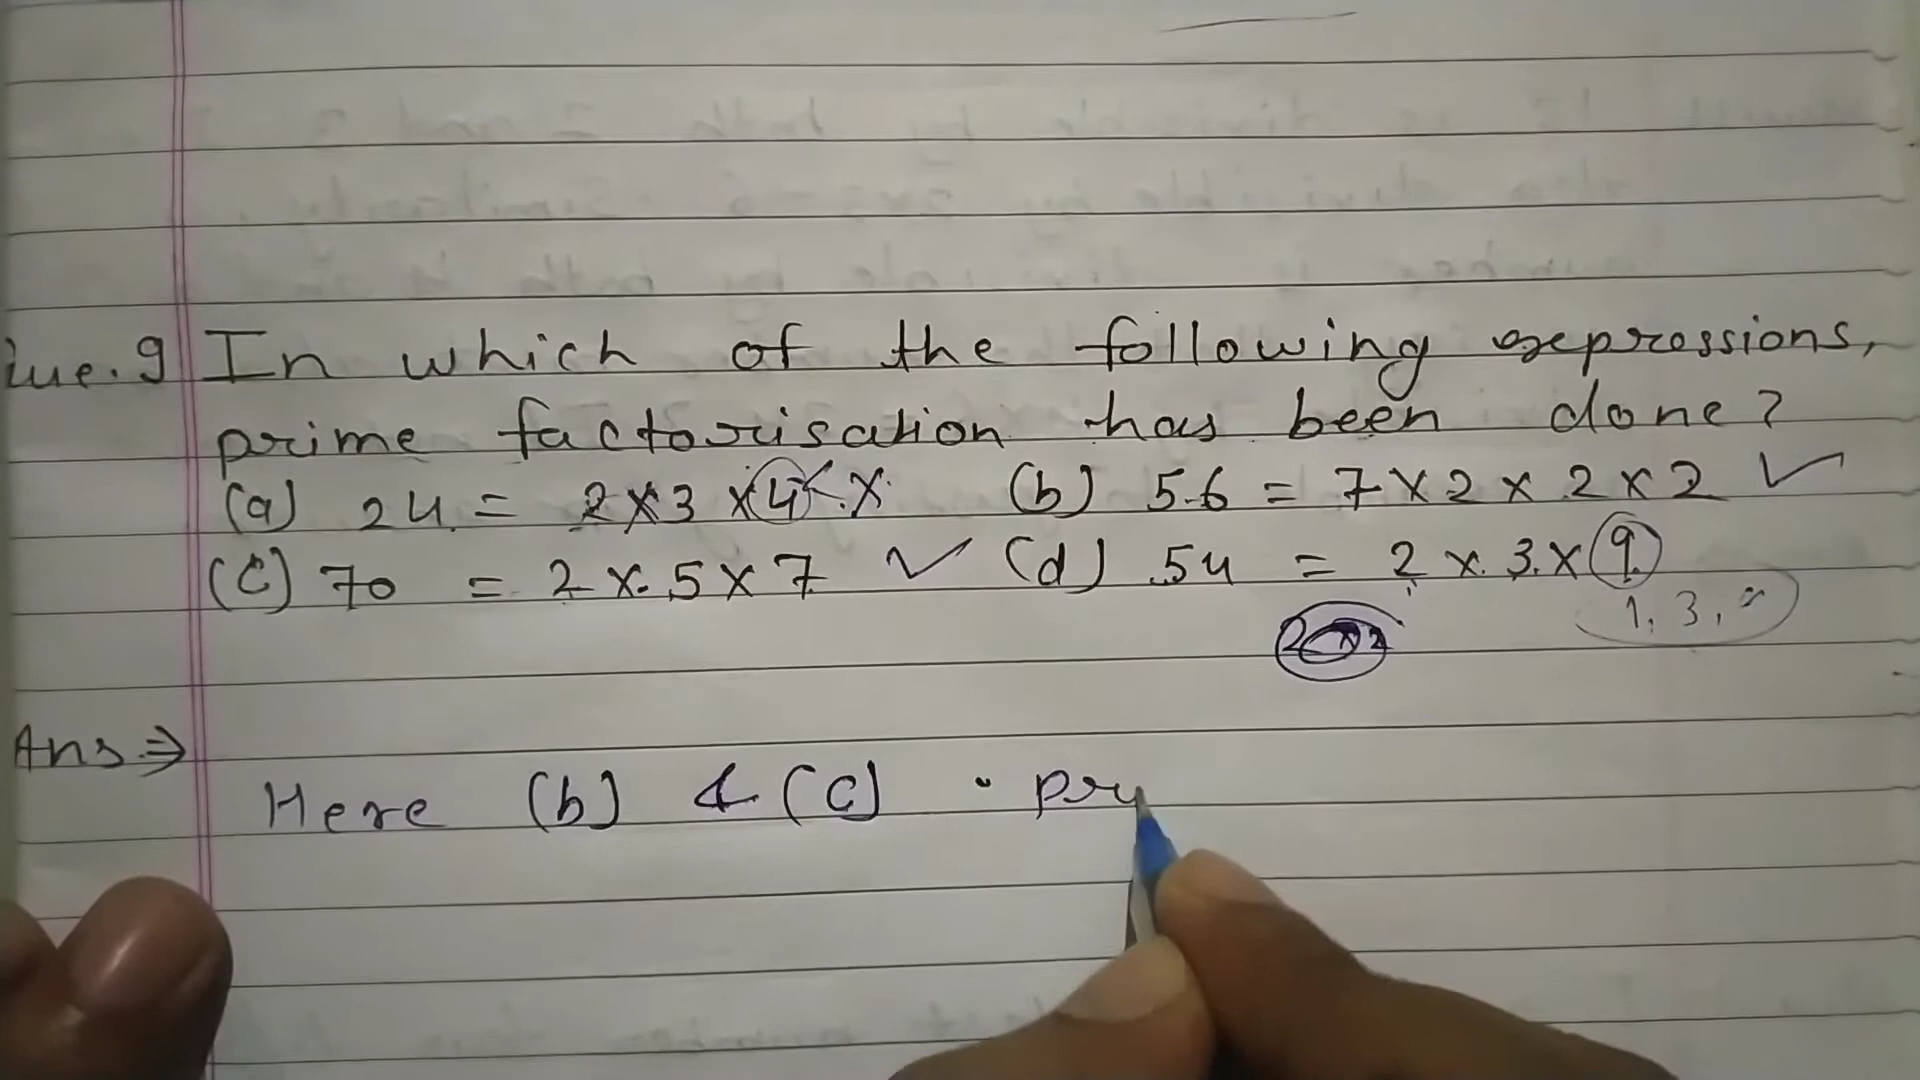 Que. 9 In which of the following expressions,
prime factorisation has been done?
(a) 24 = 2 × 3 × 4 × (b) 56 = 7 × 2 × 2 × 2 ✓
(c) 70 = 2 × 5 × 7 ✓ (d) 54 = 2 × 3 × 9
1, 3,
Ans ⇒
Here (b) & (c)